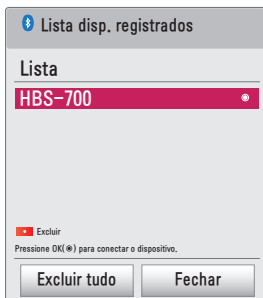 Lista disp. registrados
Lista
HBS-700
Excluir
Pressione OK(◉) para conectar o dispositivo.
Excluir tudo
Fechar